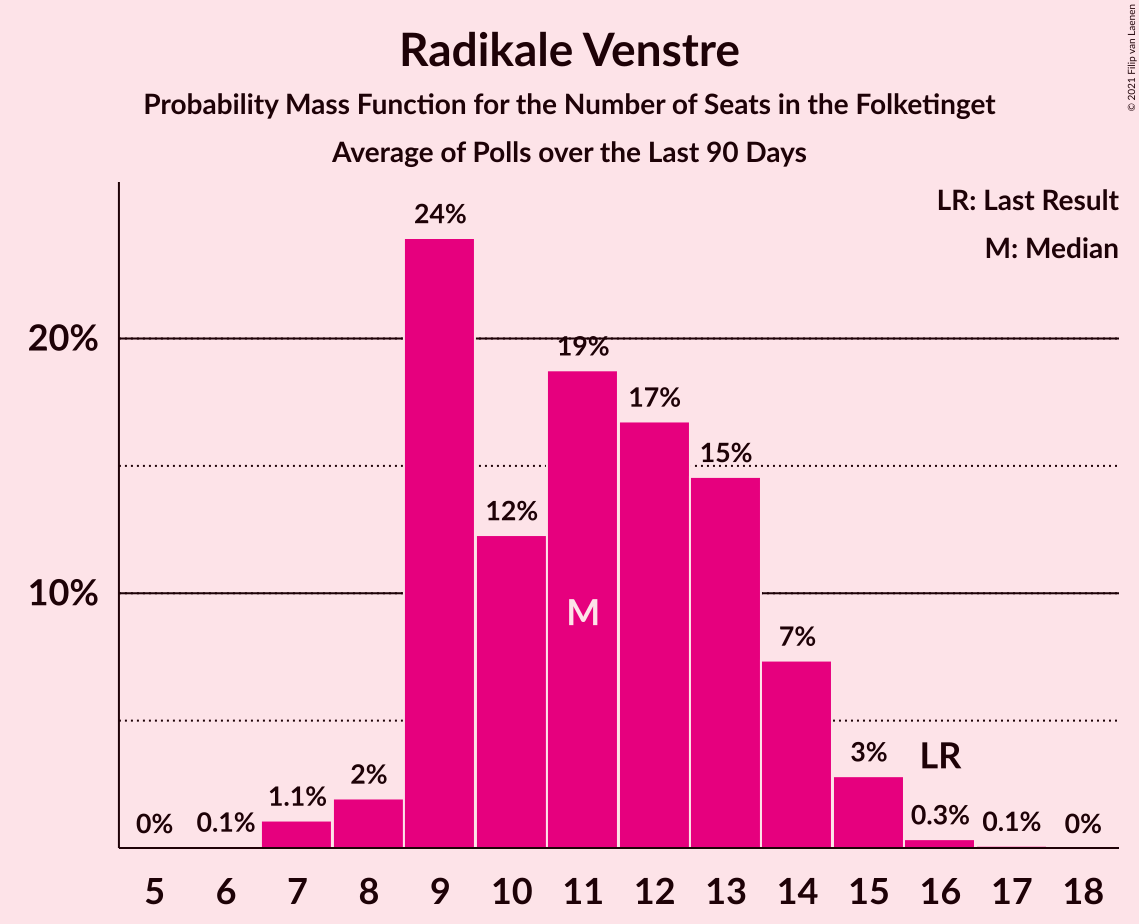 Radikale Venstre
Probability Mass Function for the Number of Seats in the Folketinget
Average of Polls over the Last 90 Days
© 2021 Filip van Laenen
LR: Last Result
M: Median
24%
20%
19%
17%
15%
12%
10%
M
7%
3%
LR
2%
1.1%
0%
0.1%
0.3%
0.1%
0%
5 6 7 8 9 10 11 12 13 14 15 16 17 18